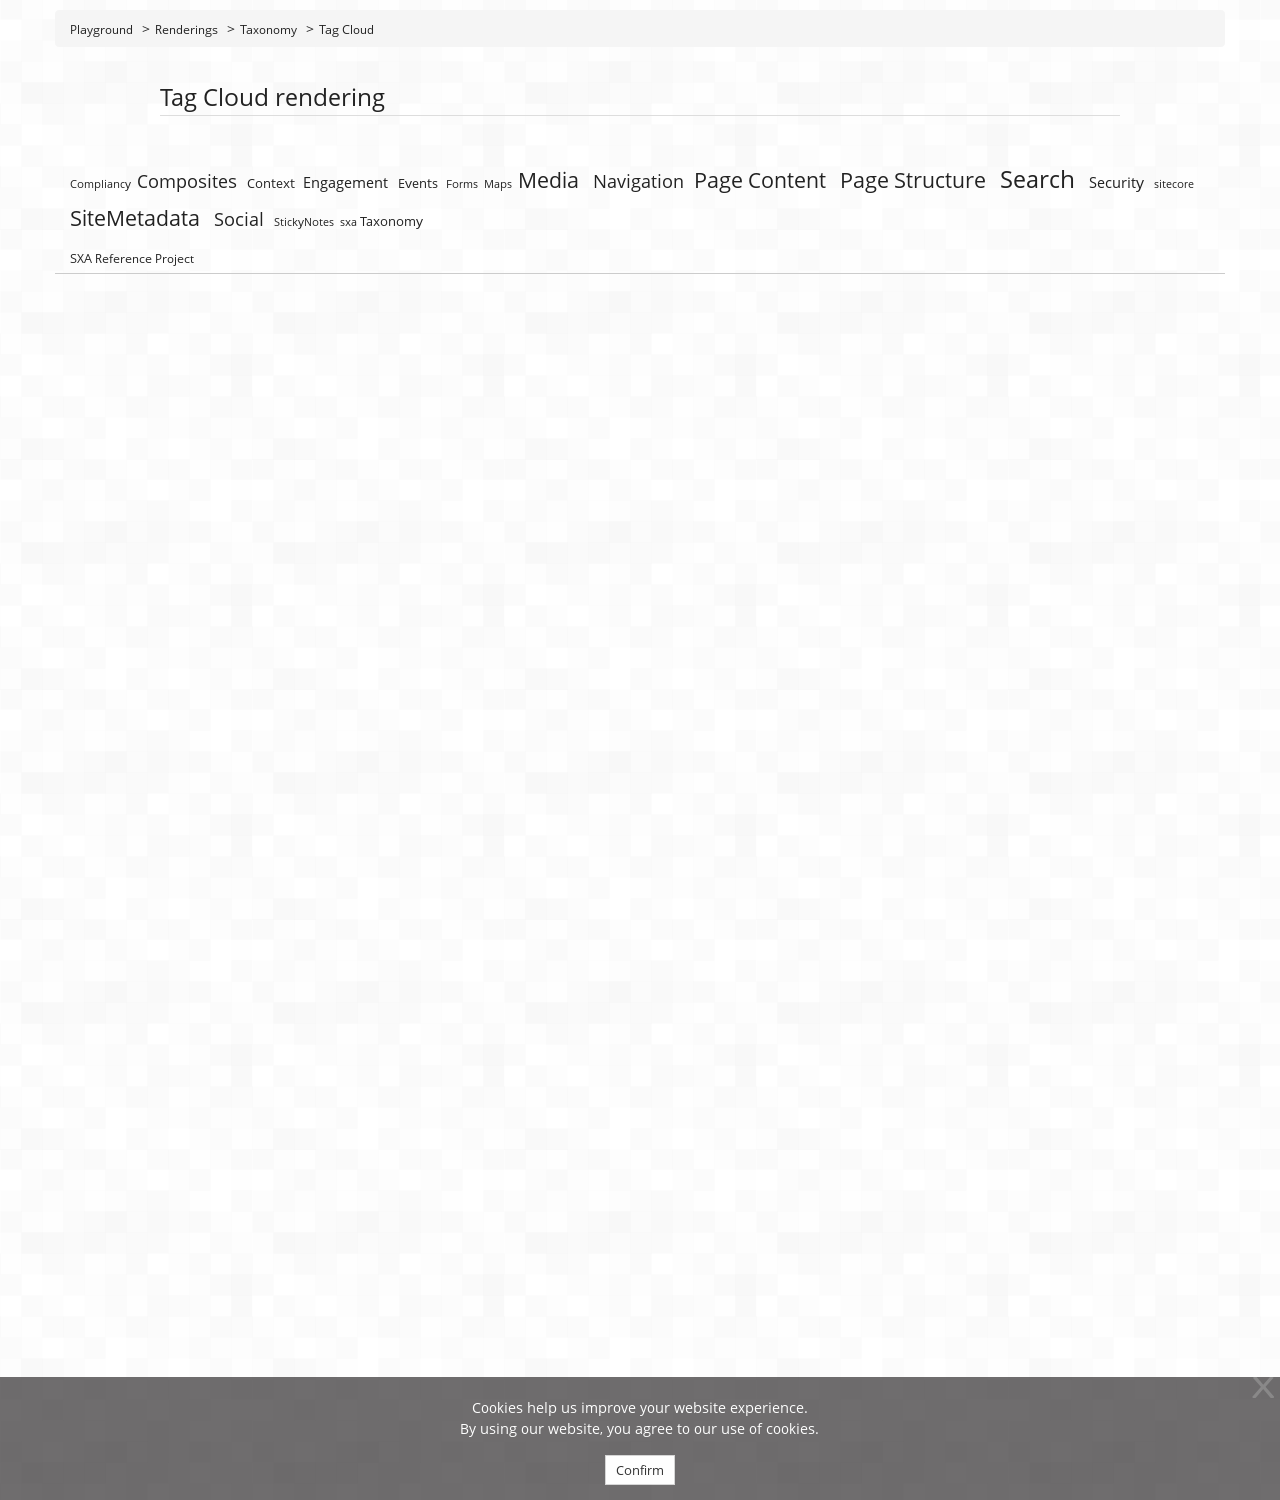 Playground > Renderings > Taxonomy > Tag Cloud
Tag Cloud rendering
Compliancy Composites Context Engagement Events Forms Maps Media Navigation Page Content Page Structure Search Security sitecore
SiteMetadata Social StickyNotes sxa Taxonomy
SXA Reference Project
X
Cookies help us improve your website experience.
By using our website, you agree to our use of cookies.
Confirm